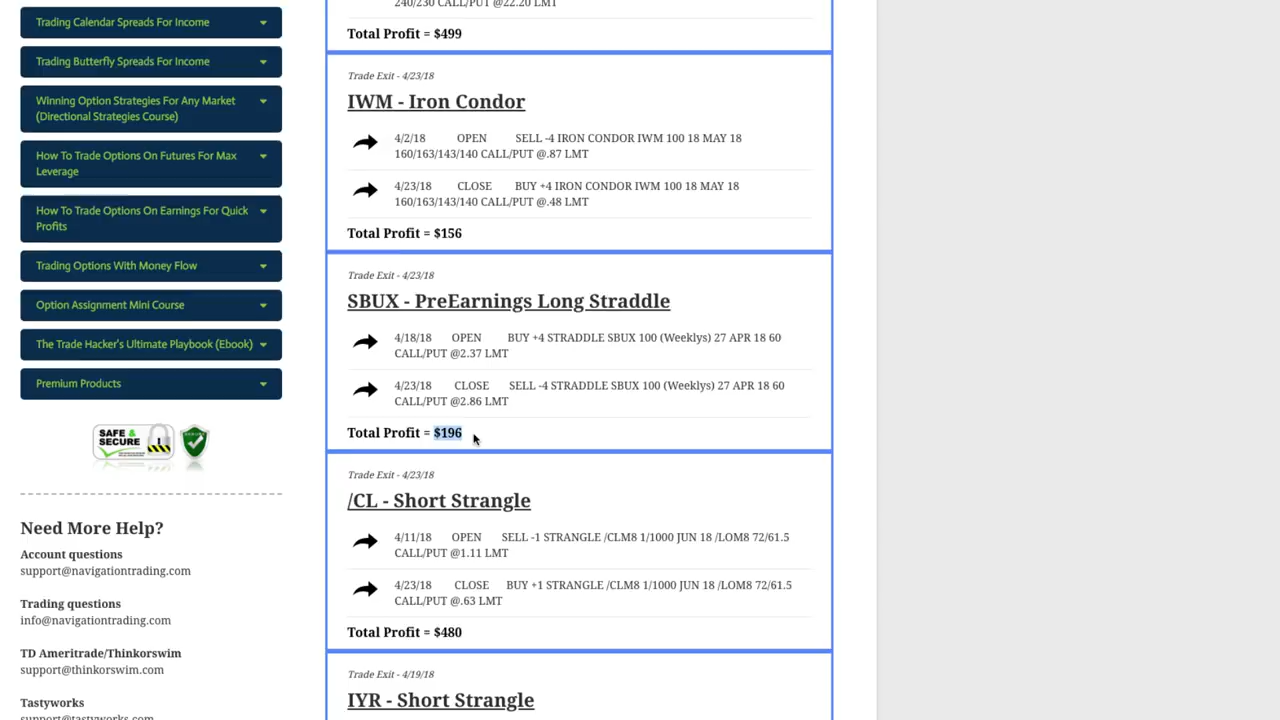 Trading Calendar Spreads For Income
Trading Butterfly Spreads For Income
Winning Option Strategies For Any Market
(Directional Strategies Course)
How To Trade Options On Futures For Max
Leverage
How To Trade Options On Earnings For Quick
Profits
Trading Options With Money Flow
Option Assignment Mini Course
The Trade Hacker's Ultimate Playbook (Ebook)
Premium Products
SAFE &
SECURE
Need More Help?
Account questions
support@navigationtrading.com
Trading questions
info@navigationtrading.com
TD Ameritrade/Thinkorswim
support@thinkorswim.com
Tastyworks
support@tastyworks.com
240/230 CALL/PUT @22.20 LMT
Total Profit = $499
Trade Exit - 4/23/18
IWM - Iron Condor
4/2/18 OPEN SELL -4 IRON CONDOR IWM 100 18 MAY 18
160/163/143/140 CALL/PUT @.87 LMT
4/23/18 CLOSE BUY +4 IRON CONDOR IWM 100 18 MAY 18
160/163/143/140 CALL/PUT @.48 LMT
Total Profit = $156
Trade Exit - 4/23/18
SBUX - PreEarnings Long Straddle
4/18/18 OPEN BUY +4 STRADDLE SBUX 100 (Weeklys) 27 APR 18 60
CALL/PUT @2.37 LMT
4/23/18 CLOSE SELL -4 STRADDLE SBUX 100 (Weeklys) 27 APR 18 60
CALL/PUT @2.86 LMT
Total Profit = $196
Trade Exit - 4/23/18
/CL - Short Strangle
4/11/18 OPEN SELL -1 STRANGLE /CLM8 1/1000 JUN 18 /LOM8 72/61.5
CALL/PUT @1.11 LMT
4/23/18 CLOSE BUY +1 STRANGLE /CLM8 1/1000 JUN 18 /LOM8 72/61.5
CALL/PUT @.63 LMT
Total Profit = $480
Trade Exit - 4/19/18
IYR - Short Strangle